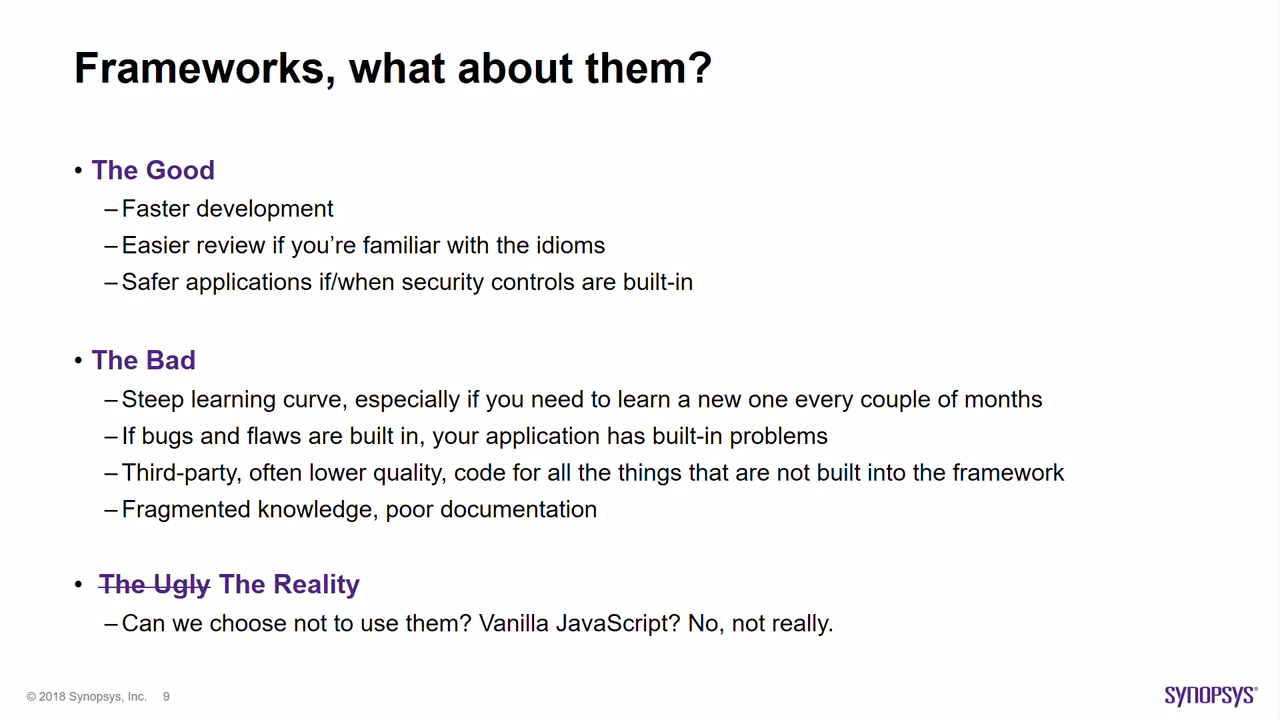 Frameworks, what about them?
• The Good
– Faster development
– Easier review if you’re familiar with the idioms
– Safer applications if/when security controls are built-in
• The Bad
– Steep learning curve, especially if you need to learn a new one every couple of months
– If bugs and flaws are built in, your application has built-in problems
– Third-party, often lower quality, code for all the things that are not built into the framework
– Fragmented knowledge, poor documentation
• The Ugly The Reality
– Can we choose not to use them? Vanilla JavaScript? No, not really.
© 2018 Synopsys, Inc. 9
SYNOPSYS®